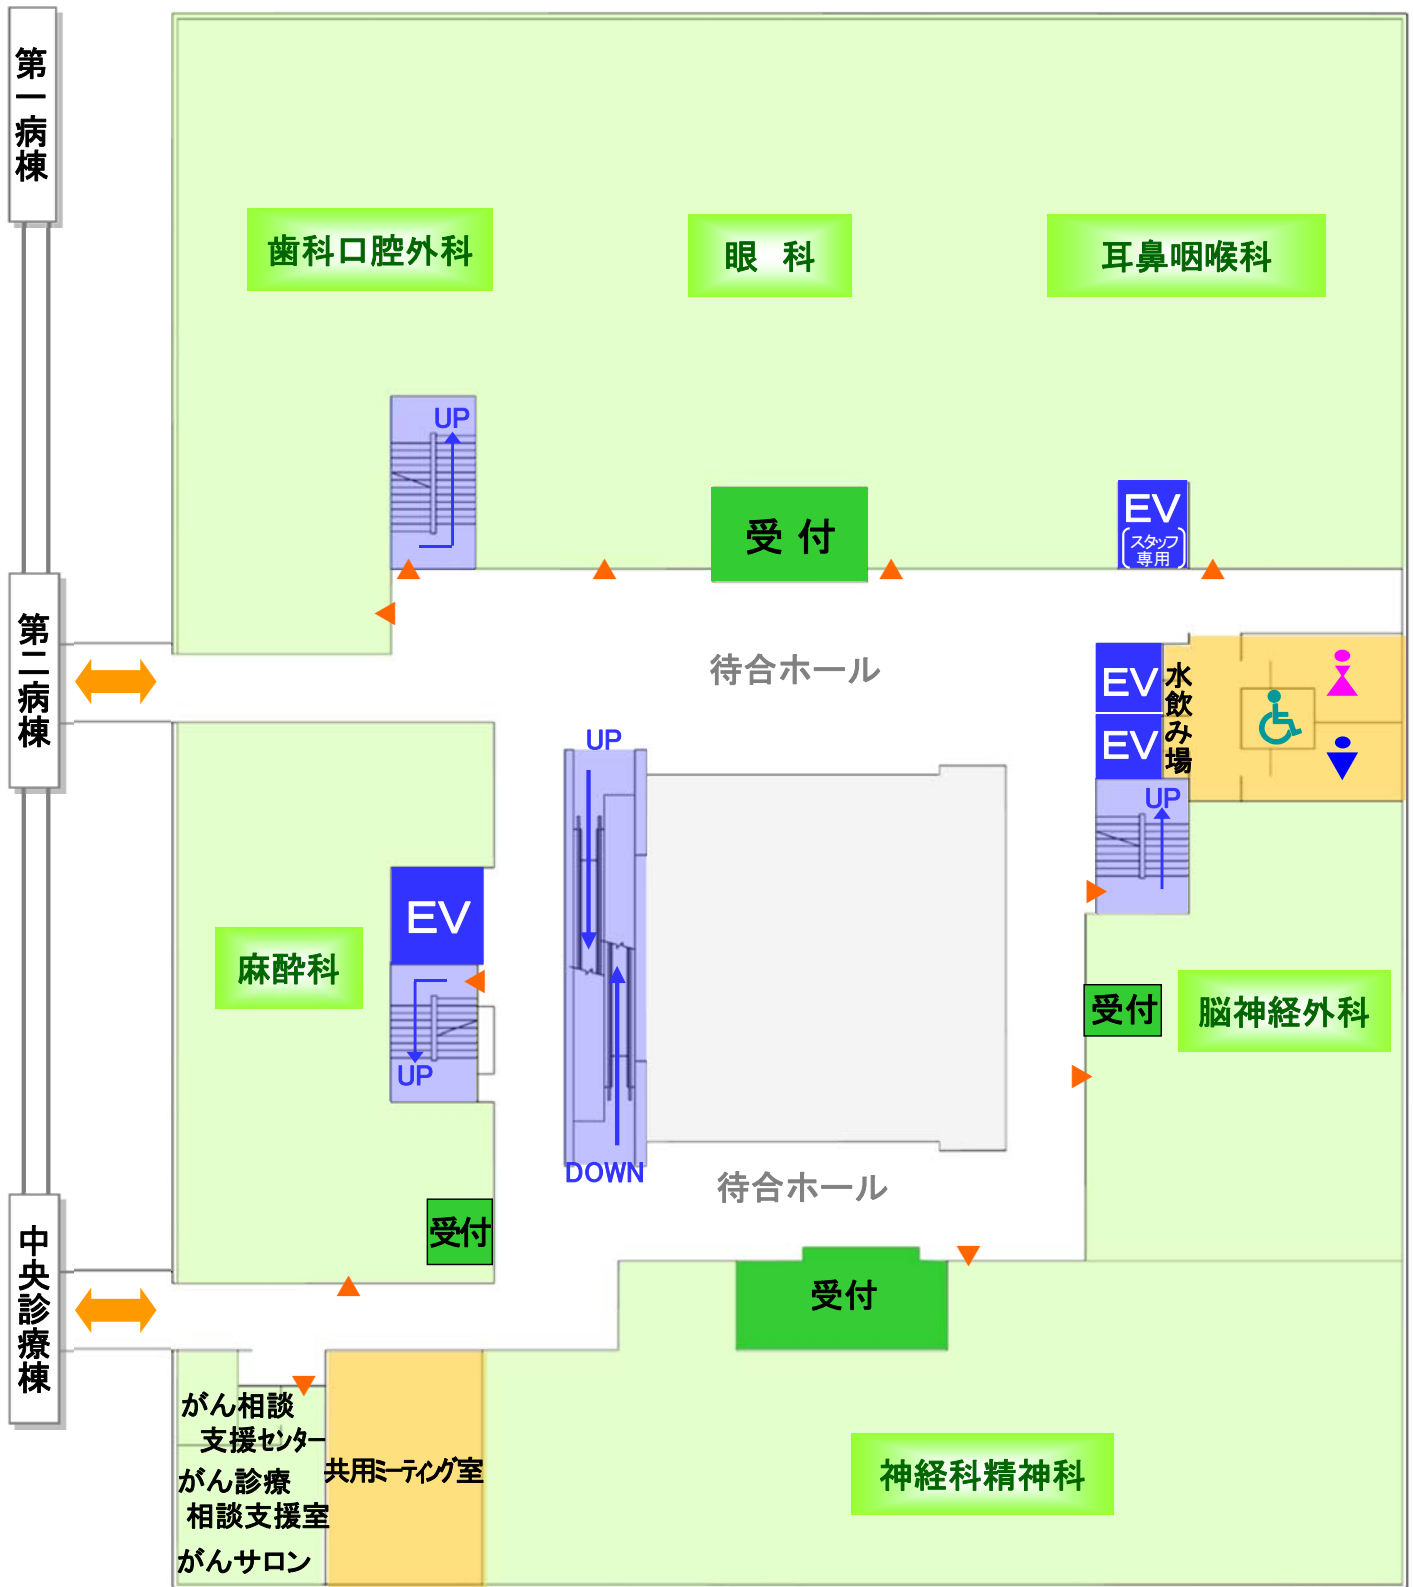 第一病棟
歯科口腔外科
眼 科
耳鼻咽喉科
UP
受 付
EV
スタッフ
専用
第二病棟
待合ホール
EV
EV
水飲み場
UP
UP
EV
麻酔科
UP
受付
脳神経外科
DOWN
待合ホール
受付
中央診療棟
受付
がん相談
支援センター
がん診療
相談支援室
がんサロン
共用ミーティング室
神経科精神科